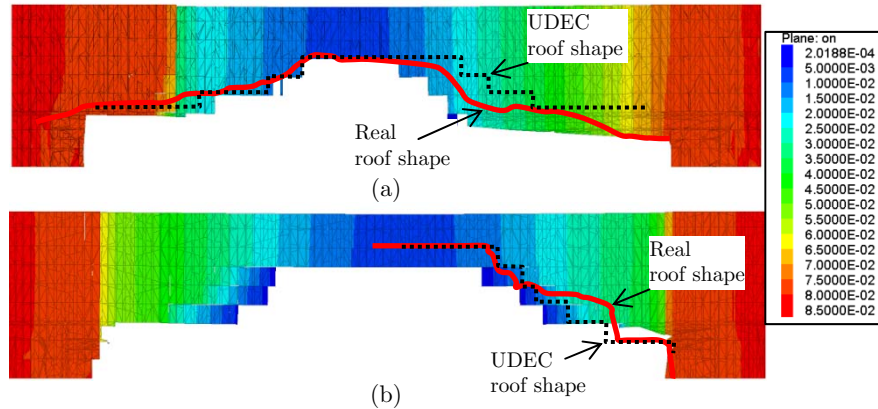 (a)
UDEC
roof shape
Real
roof shape
Plane: on
2.0188E-04
5.0000E-03
1.0000E-02
1.5000E-02
2.0000E-02
2.5000E-02
3.0000E-02
3.5000E-02
4.0000E-02
4.5000E-02
5.0000E-02
5.5000E-02
6.0000E-02
6.5000E-02
7.0000E-02
7.5000E-02
8.0000E-02
8.5000E-02
(a)
Real
roof shape
UDEC
roof shape
(b)